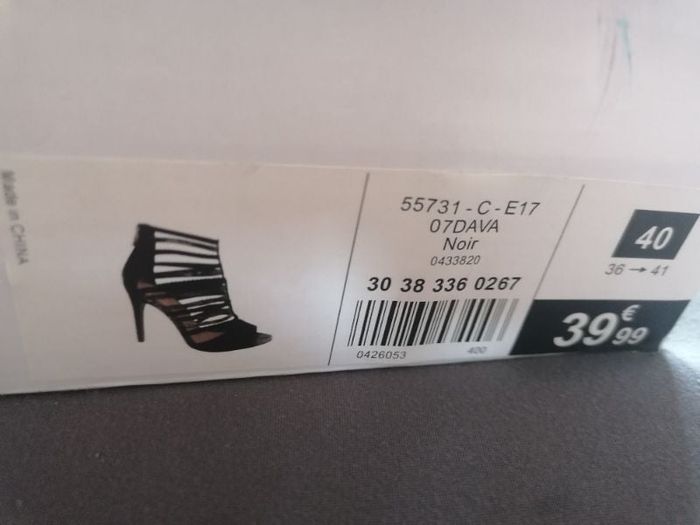 Made in CHINA
55731 - C - E17
07DAVA
Noir
0433820
30 38 336 0267
0426053 400
40
36 → 41
39€99